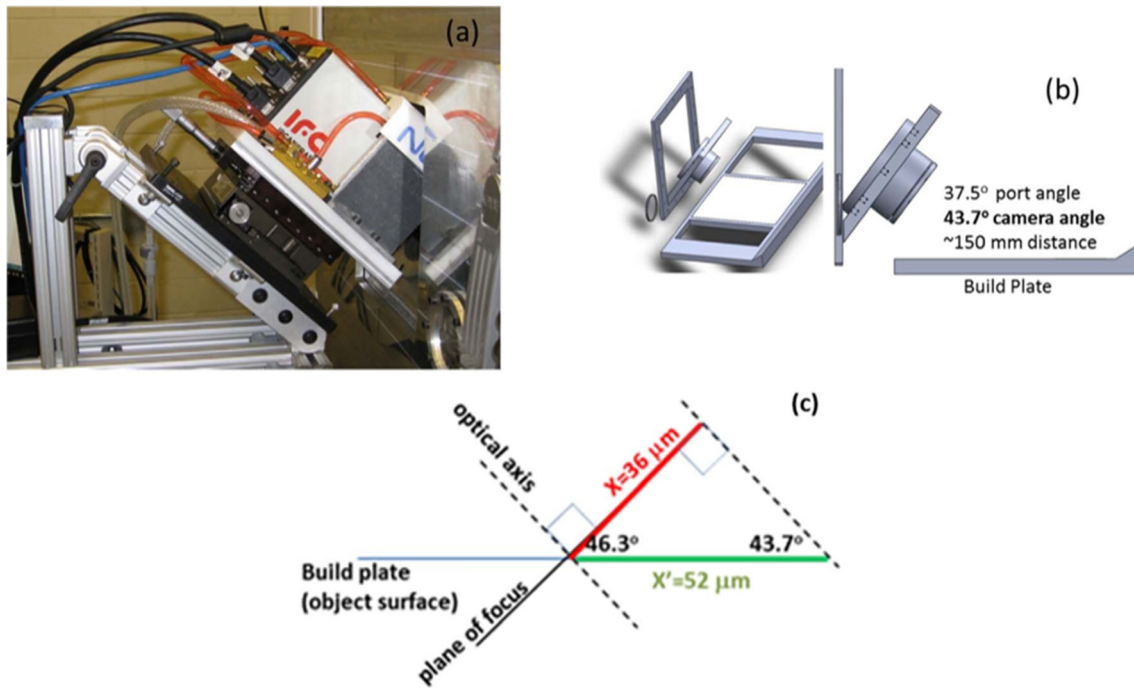 (a)
(b)
37.5° port angle
43.7° camera angle
~150 mm distance
Build Plate
(c)
optical axis
X=36 μm
46.3°
43.7°
X'=52 μm
Build plate
(object surface)
plane of focus